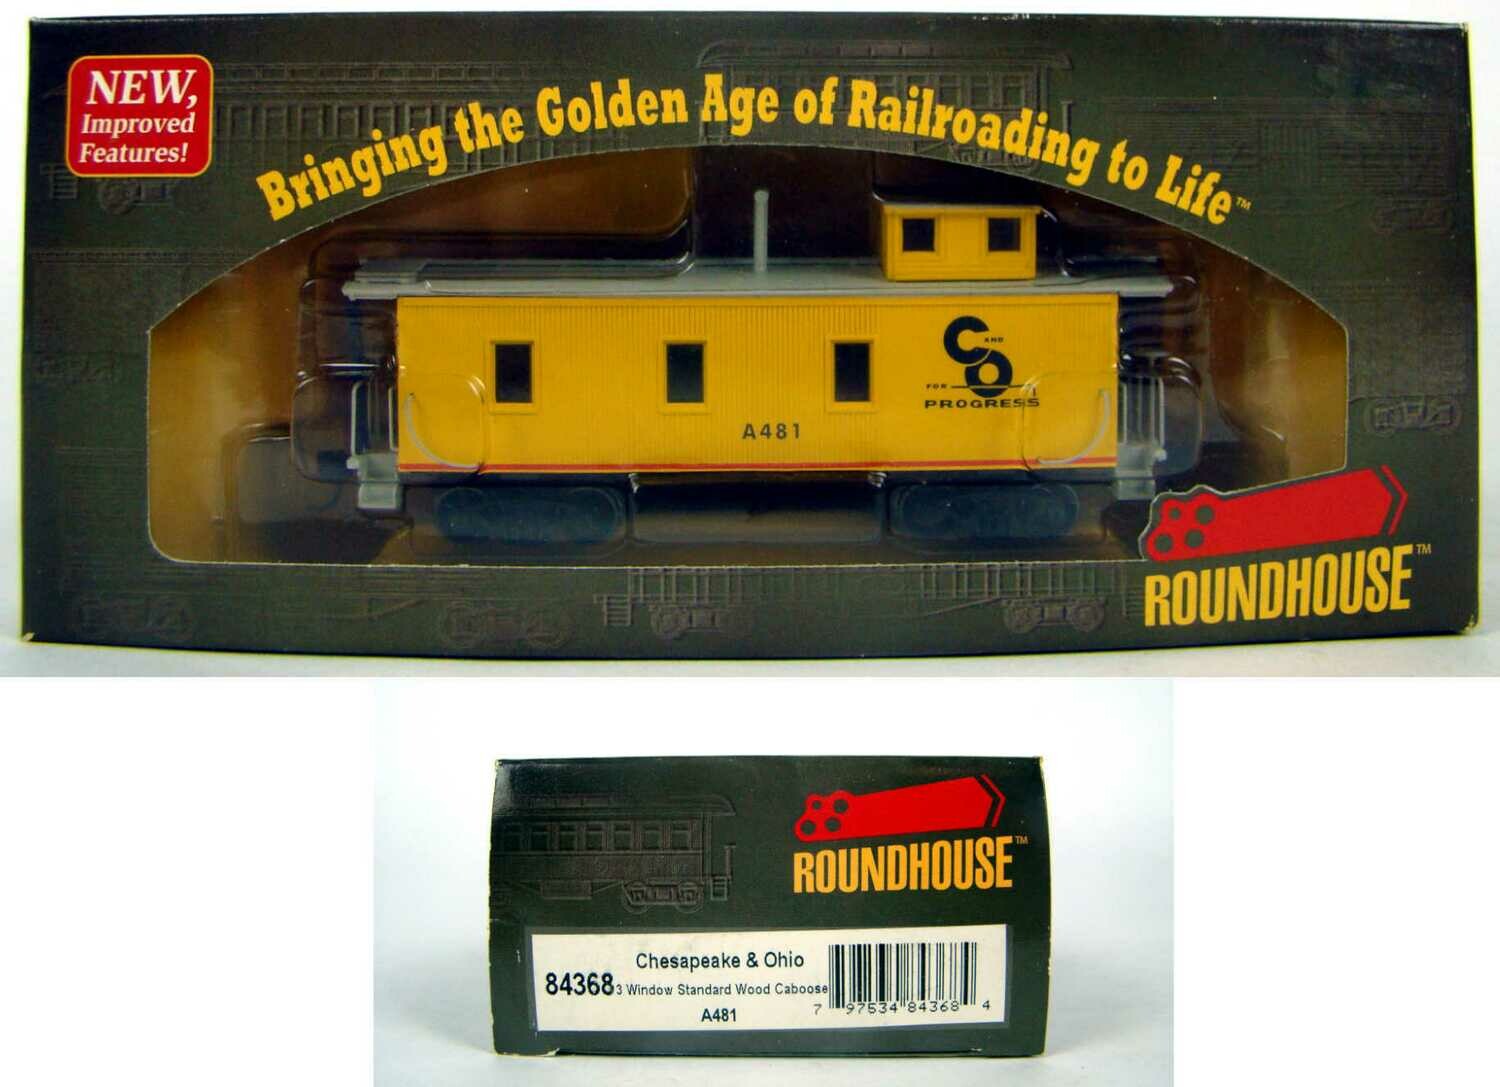 NEW,
Improved
Features!
Bringing the Golden Age of Railroading to Life™
C AND O
FOR
PROGRESS
A481
ROUNDHOUSE™
ROUNDHOUSE™
Chesapeake & Ohio
84368 3 Window Standard Wood Caboose
A481
7 97534 84368 4